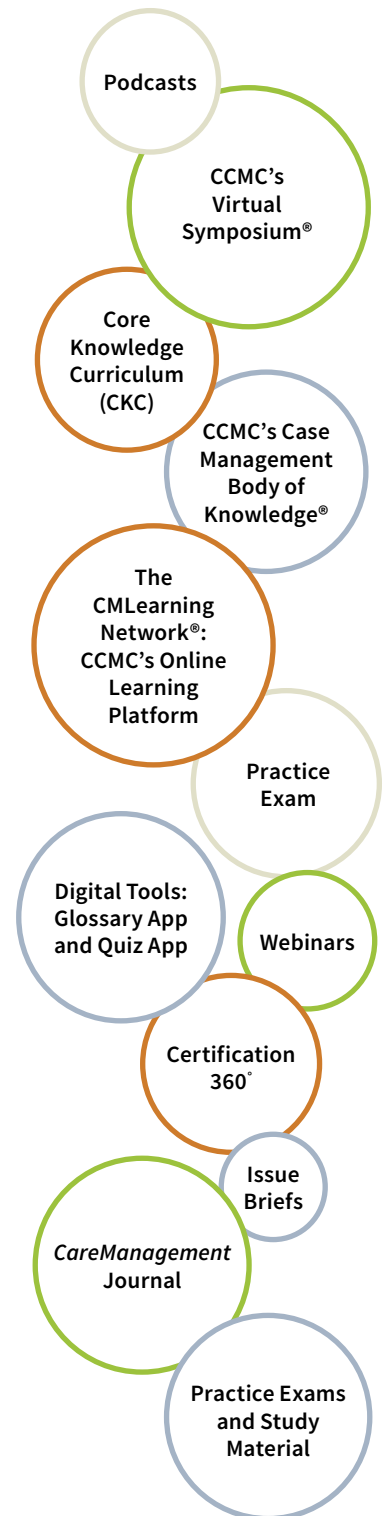 Podcasts
CCMC’s
Virtual
Symposium®
Core
Knowledge
Curriculum
(CKC)
CCMC’s Case
Management
Body of
Knowledge®
The
CMLearning
Network®:
CCMC’s Online
Learning
Platform
Practice
Exam
Digital Tools:
Glossary App
and Quiz App
Webinars
Certification
360°
Issue
Briefs
CareManagement
Journal
Practice Exams
and Study
Material